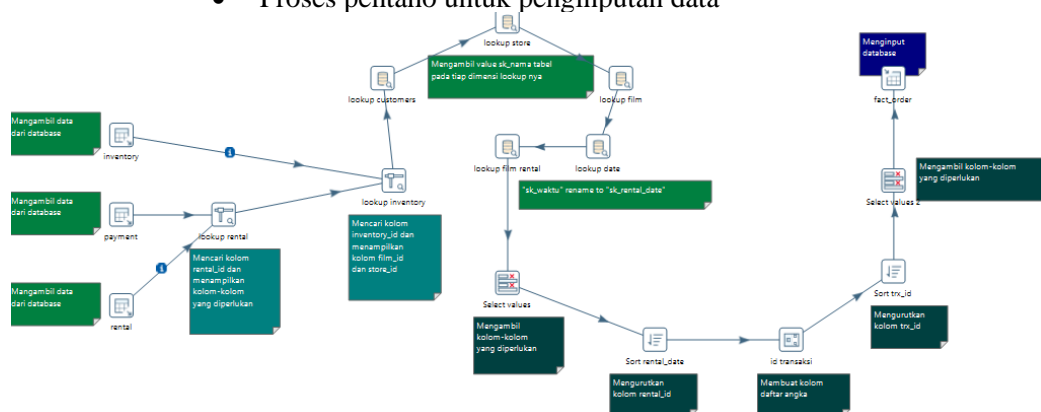 • Proses pentaho untuk penginputan data
lookup store
Mengambil value sk_nama tabel
pada tiap dimensi lookup nya
lookup customers
lookup film
Mangambil data
dari database
inventory
lookup film rental
lookup date
"sk_waktu" rename to "sk_rental_date"
lookup inventory
Mencari kolom
inventory_id dan
menampilkan
kolom film_id
dan store_id
Mangambil data
dari database
payment
lookup rental
Mencari kolom
rental_id dan
menampilkan
kolom-kolom
yang diperlukan
Mangambil data
dari database
rental
Select values
Mengambil
kolom-kolom
yang diperlukan
Sort rental_date
Mengurutkan
kolom rental_id
id transaksi
Membuat kolom
daftar angka
Sort trx_id
Mengurutkan
kolom trx_id
Select values 2
Mengambil kolom-kolom
yang diperlukan
Menginput
database
fact_order